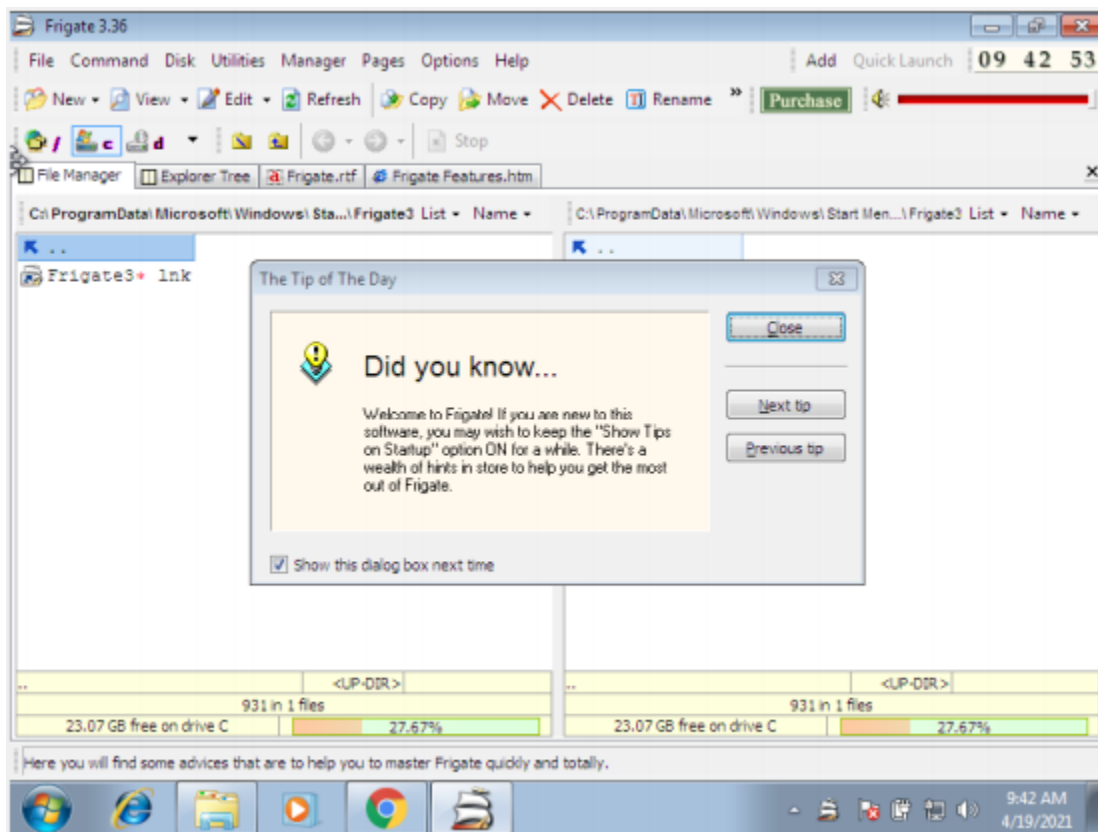 Frigate 3.36
File Command Disk Utilities Manager Pages Options Help Add Quick Launch 09 42 53
New View Edit Refresh Copy Move Delete Rename » Purchase
/ c d Stop
File Manager Explorer Tree Frigate.rtf Frigate Features.htm
C:\ProgramData\Microsoft\Windows\Sta...\Frigate3 List Name C:\ProgramData\Microsoft\Windows\Start Men...\Frigate3 List Name
.. ..
Frigate3* lnk
The Tip of The Day
Close
Did you know...
Next tip
Welcome to Frigate! If you are new to this
software, you may wish to keep the "Show Tips
on Startup" option ON for a while. There's a
wealth of hints in store to help you get the most
out of Frigate.
Previous tip
Show this dialog box next time
.. <UP-DIR> .. <UP-DIR>
931 in 1 files 931 in 1 files
23.07 GB free on drive C 27.67% 23.07 GB free on drive C 27.67%
Here you will find some advices that are to help you to master Frigate quickly and totally.
9:42 AM
4/19/2021